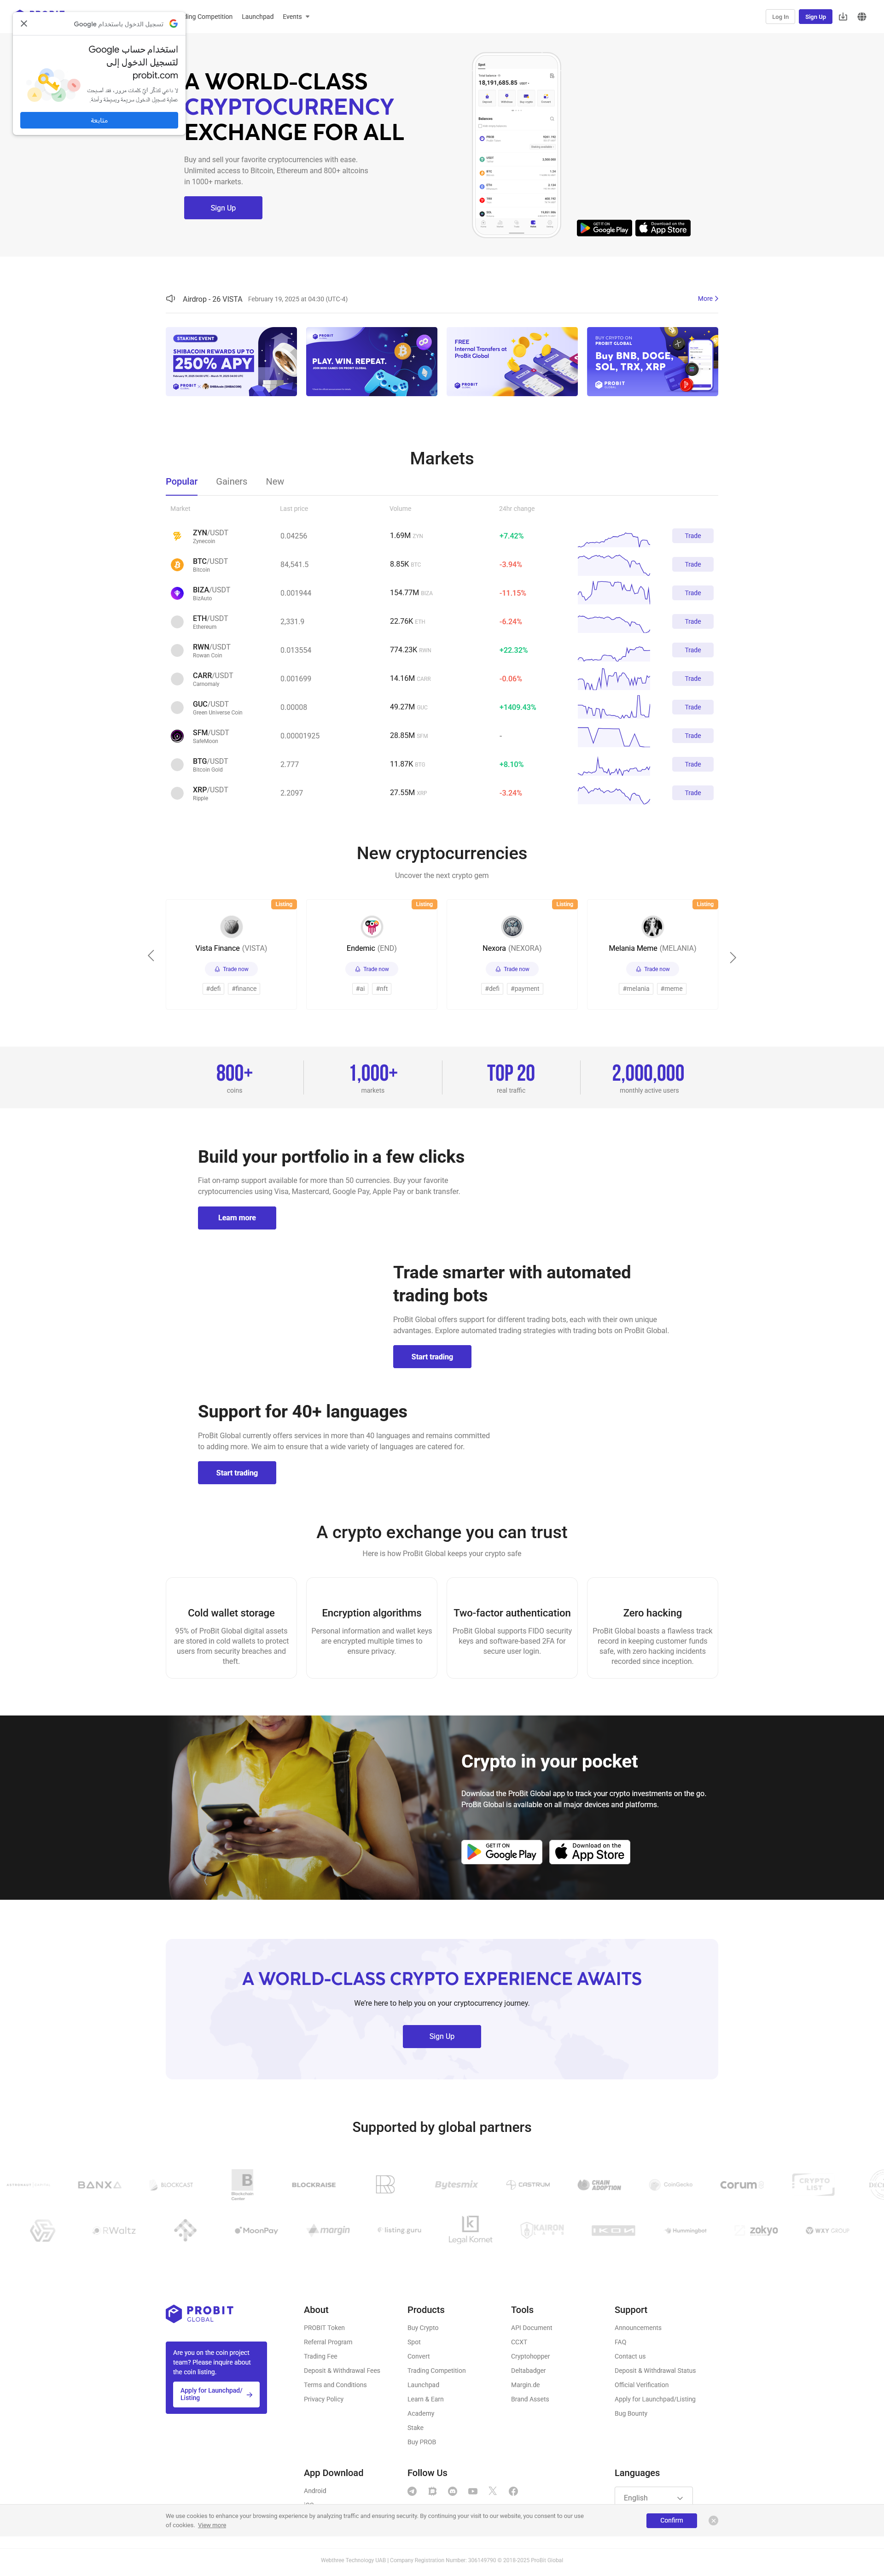 تسجيل الدخول باستخدام Google
استخدام حساب Google
لتسجيل الدخول إلى
probit.com
لا داعي لتذكُّر أيّ كلمات مرور. فقد أصبحت
عملية تسجيل الدخول سريعة وبسيطة وآمنة.
متابعة
Competition
Launchpad
Events
Log In
Sign Up
A WORLD-CLASS
CRYPTOCURRENCY
EXCHANGE FOR ALL
Buy and sell your favorite cryptocurrencies with ease.
Unlimited access to Bitcoin, Ethereum and 800+ altcoins
in 1000+ markets.
Sign Up
18,191,685.85
GET IT ON
Google Play
Download on the
App Store
Airdrop - 26 VISTA February 19, 2025 at 04:30 (UTC-4)
More
STAKING EVENT
SHIBACOIN REWARDS UP TO
250% APY
PROBIT
PLAY. WIN. REPEAT.
JOIN NEW GAMES ON PROBIT GLOBAL
FREE
Internal Transfers at
ProBit Global
PROBIT
BUY CRYPTO ON
PROBIT GLOBAL
Buy BNB, DOGE,
SOL, TRX, XRP
PROBIT
GLOBAL
Markets
Popular
Gainers
New
Market Last price Volume 24hr change
ZYN/USDT 0.04256 1.69M ZYN +7.42% Trade
Zynecoin
BTC/USDT 84,541.5 8.85K BTC -3.94% Trade
Bitcoin
BIZA/USDT 0.001944 154.77M BIZA -11.15% Trade
BizAuto
ETH/USDT 2,331.9 22.76K ETH -6.24% Trade
Ethereum
RWN/USDT 0.013554 774.23K RWN +22.32% Trade
Rowan Coin
CARR/USDT 0.001699 14.16M CARR -0.06% Trade
Carnomaly
GUC/USDT 0.00008 49.27M GUC +1409.43% Trade
Green Universe Coin
SFM/USDT 0.00001925 28.85M SFM - Trade
SafeMoon
BTG/USDT 2.777 11.87K BTG +8.10% Trade
Bitcoin Gold
XRP/USDT 2.2097 27.55M XRP -3.24% Trade
Ripple
New cryptocurrencies
Uncover the next crypto gem
Listing
Vista Finance (VISTA)
Trade now
#defi #finance
Listing
Endemic (END)
Trade now
#ai #nft
Listing
Nexora (NEXORA)
Trade now
#defi #payment
Listing
Melania Meme (MELANIA)
Trade now
#melania #meme
800+
coins
1,000+
markets
TOP 20
real traffic
2,000,000
monthly active users
Build your portfolio in a few clicks
Fiat on-ramp support available for more than 50 currencies. Buy your favorite
cryptocurrencies using Visa, Mastercard, Google Pay, Apple Pay or bank transfer.
Learn more
Trade smarter with automated
trading bots
ProBit Global offers support for different trading bots, each with their own unique
advantages. Explore automated trading strategies with trading bots on ProBit Global.
Start trading
Support for 40+ languages
ProBit Global currently offers services in more than 40 languages and remains committed
to adding more. We aim to ensure that a wide variety of languages are catered for.
Start trading
A crypto exchange you can trust
Here is how ProBit Global keeps your crypto safe
Cold wallet storage
95% of ProBit Global digital assets
are stored in cold wallets to protect
users from security breaches and
theft.
Encryption algorithms
Personal information and wallet keys
are encrypted multiple times to
ensure privacy.
Two-factor authentication
ProBit Global supports FIDO security
keys and software-based 2FA for
secure user login.
Zero hacking
ProBit Global boasts a flawless track
record in keeping customer funds
safe, with zero hacking incidents
recorded since inception.
Crypto in your pocket
Download the ProBit Global app to track your crypto investments on the go.
ProBit Global is available on all major devices and platforms.
GET IT ON
Google Play
Download on the
App Store
A WORLD-CLASS CRYPTO EXPERIENCE AWAITS
We're here to help you on your cryptocurrency journey.
Sign Up
Supported by global partners
BANXA
BLOCKCAST
Blockchain
Center
BLOCKRAISE
Bytesmix
CASTRUM
CHAIN
ADOPTION
CoinGecko
Corum
CRYPTO
LIST
RWaltz
MoonPay
margin
listing guru
Legal Kornet
KAIRON
LABS
IKON
Hummingbot
zokyo
WXY GROUP
PROBIT
GLOBAL
Are you on the coin project
team? Please inquire about
the coin listing.
Apply for Launchpad/
Listing
About
PROBIT Token
Referral Program
Trading Fee
Deposit & Withdrawal Fees
Terms and Conditions
Privacy Policy
Products
Buy Crypto
Spot
Convert
Trading Competition
Launchpad
Learn & Earn
Academy
Stake
Buy PROB
Tools
API Document
CCXT
Cryptohopper
Deltabadger
Margin.de
Brand Assets
Support
Announcements
FAQ
Contact us
Deposit & Withdrawal Status
Official Verification
Apply for Launchpad/Listing
Bug Bounty
App Download
Android
Follow Us
Languages
English
We use cookies to enhance your browsing experience by analyzing traffic and ensuring security. By continuing your visit to our website, you consent to our use
of cookies. View more
Confirm
Webthree Technology UAB | Company Registration Number: 306149793 © 2018-2025 ProBit Global